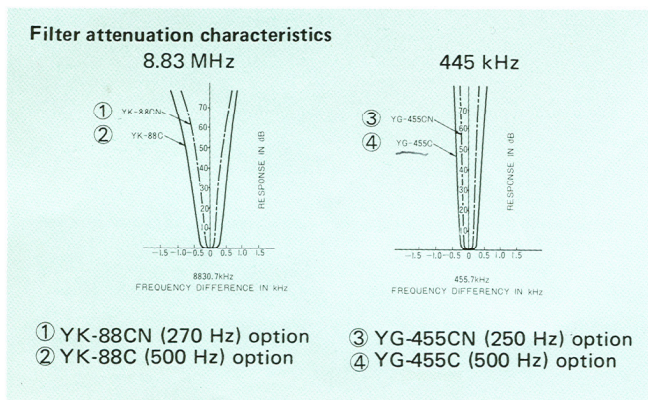 Filter attenuation characteristics
8.83 MHz
445 kHz
① YK-88CN
② YK-88C
70
60
50
40
30
20
10
RESPONSE IN dB
-1.5 -1.0 -0.5 0 0.5 1.0 1.5
8830.7kHz
FREQUENCY DIFFERENCE IN kHz
③ YG-455CN
④ YG-455C
70
60
50
40
30
20
10
RESPONSE IN dB
-1.5 -1.0 -0.5 0 0.5 1.0 1.5
455.7kHz
FREQUENCY DIFFERENCY IN kHz
① YK-88CN (270 Hz) option
② YK-88C (500 Hz) option
③ YG-455CN (250 Hz) option
④ YG-455C (500 Hz) option